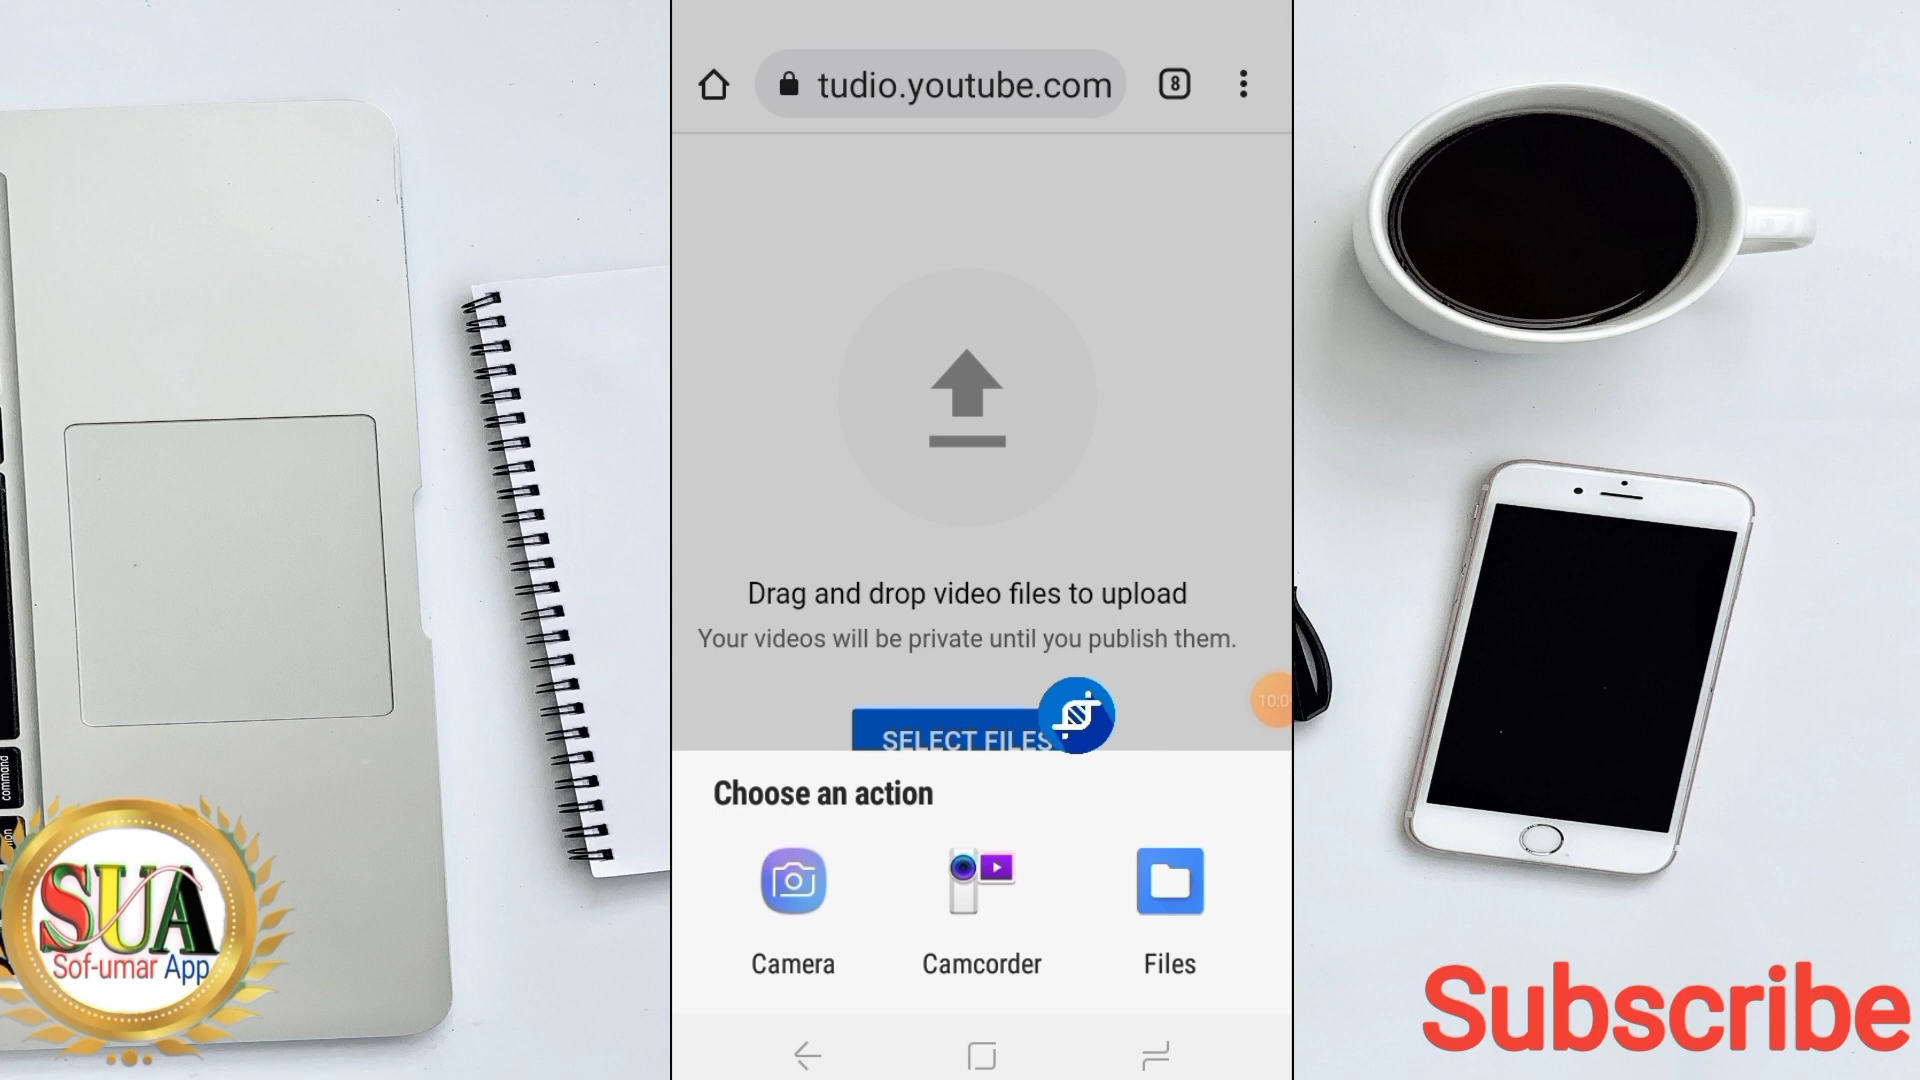 tudio.youtube.com
8
Drag and drop video files to upload
Your videos will be private until you publish them.
SELECT FILES
Choose an action
Camera
Camcorder
Files
command
SUA
Sof-umar App
Subscribe